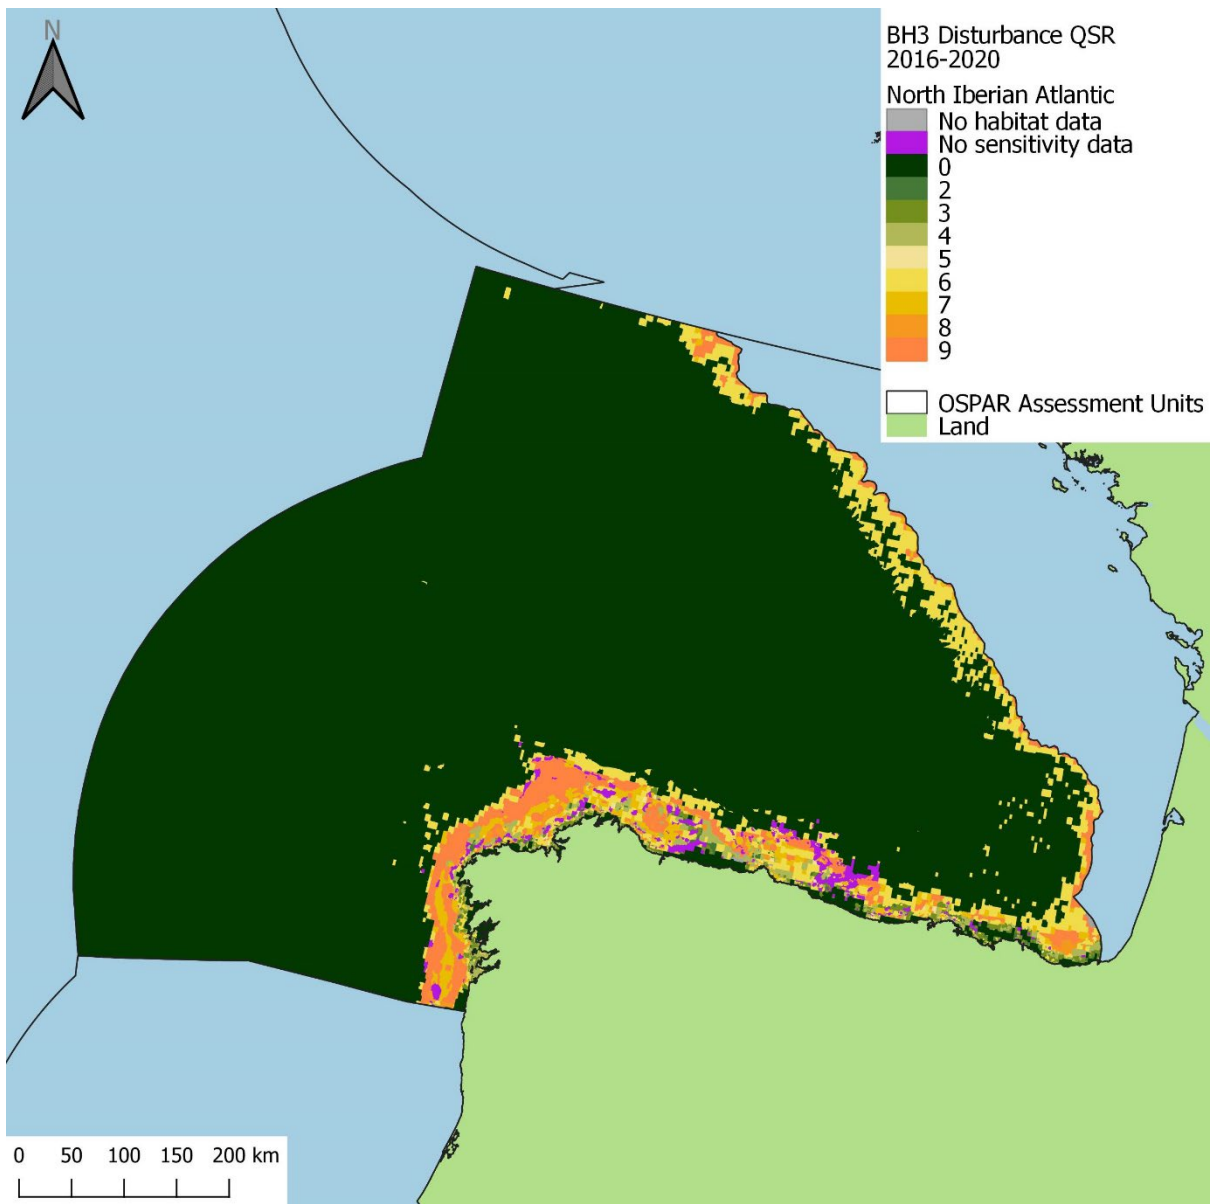 N
BH3 Disturbance QSR
2016-2020
North Iberian Atlantic
No habitat data
No sensitivity data
0
2
3
4
5
6
7
8
9
OSPAR Assessment Units
Land
0 50 100 150 200 km